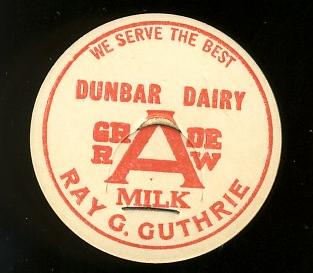 WE SERVE THE BEST
DUNBAR DAIRY
GRADE
RAW
MILK
RAY G. GUTHRIE